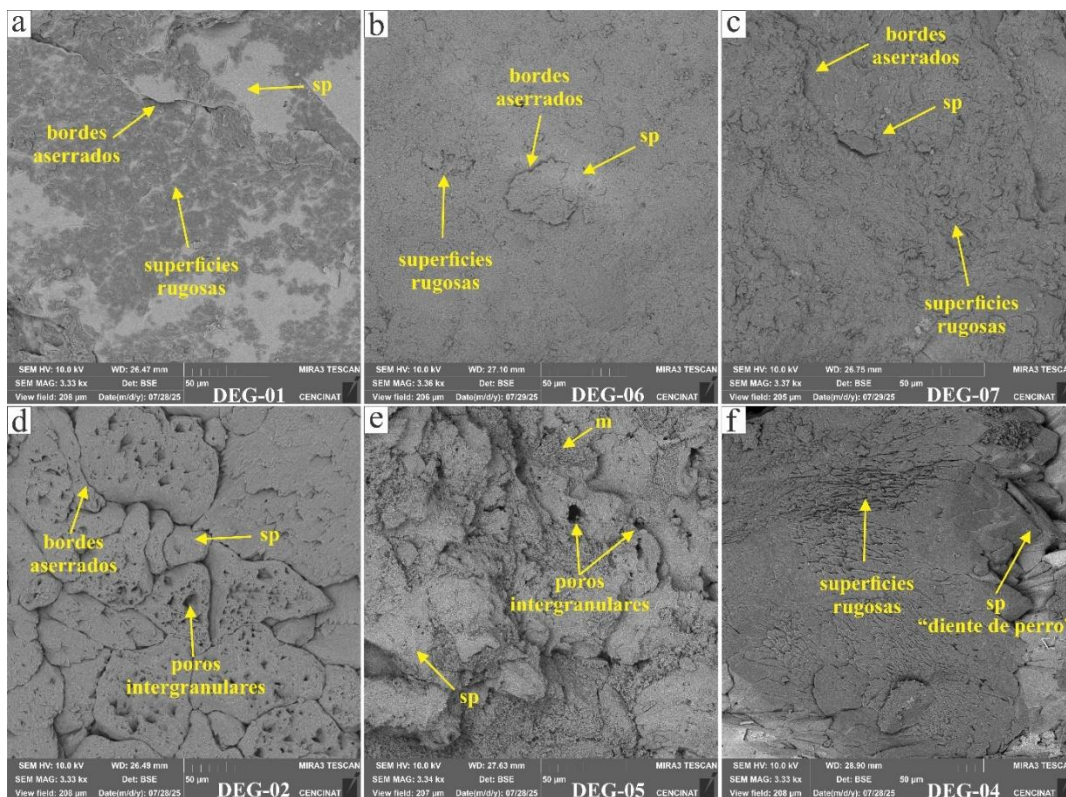 a
bordes
aserrados
sp
superficies
rugosas
SEM HV: 10.0 kV
WD: 26.47 mm
MIRA3 TESCAN
SEM MAG: 3.33 kx
Det: BSE
50 µm
View field: 208 µm
Date(m/d/y): 07/28/25
DEG-01
CENCINAT
b
bordes
aserrados
sp
superficies
rugosas
SEM HV: 10.0 kV
WD: 27.10 mm
MIRA3 TESCAN
SEM MAG: 3.36 kx
Det: BSE
50 µm
View field: 206 µm
Date(m/d/y): 07/29/25
DEG-06
CENCINAT
c
bordes
aserrados
sp
superficies
rugosas
SEM HV: 10.0 kV
WD: 26.75 mm
MIRA3 TESCAN
SEM MAG: 3.37 kx
Det: BSE
50 µm
View field: 205 µm
Date(m/d/y): 07/29/25
DEG-07
CENCINAT
d
bordes
aserrados
sp
poros
intergranulares
SEM HV: 10.0 kV
WD: 26.49 mm
MIRA3 TESCAN
SEM MAG: 3.33 kx
Det: BSE
50 µm
View field: 208 µm
Date(m/d/y): 07/28/25
DEG-02
CENCINAT
e
m
poros
intergranulares
sp
SEM HV: 10.0 kV
WD: 27.63 mm
MIRA3 TESCAN
SEM MAG: 3.34 kx
Det: BSE
50 µm
View field: 207 µm
Date(m/d/y): 07/28/25
DEG-05
CENCINAT
f
superficies
rugosas
sp
“diente de perro”
SEM HV: 10.0 kV
WD: 28.90 mm
MIRA3 TESCAN
SEM MAG: 3.33 kx
Det: BSE
50 µm
View field: 208 µm
Date(m/d/y): 07/28/25
DEG-04
CENCINAT